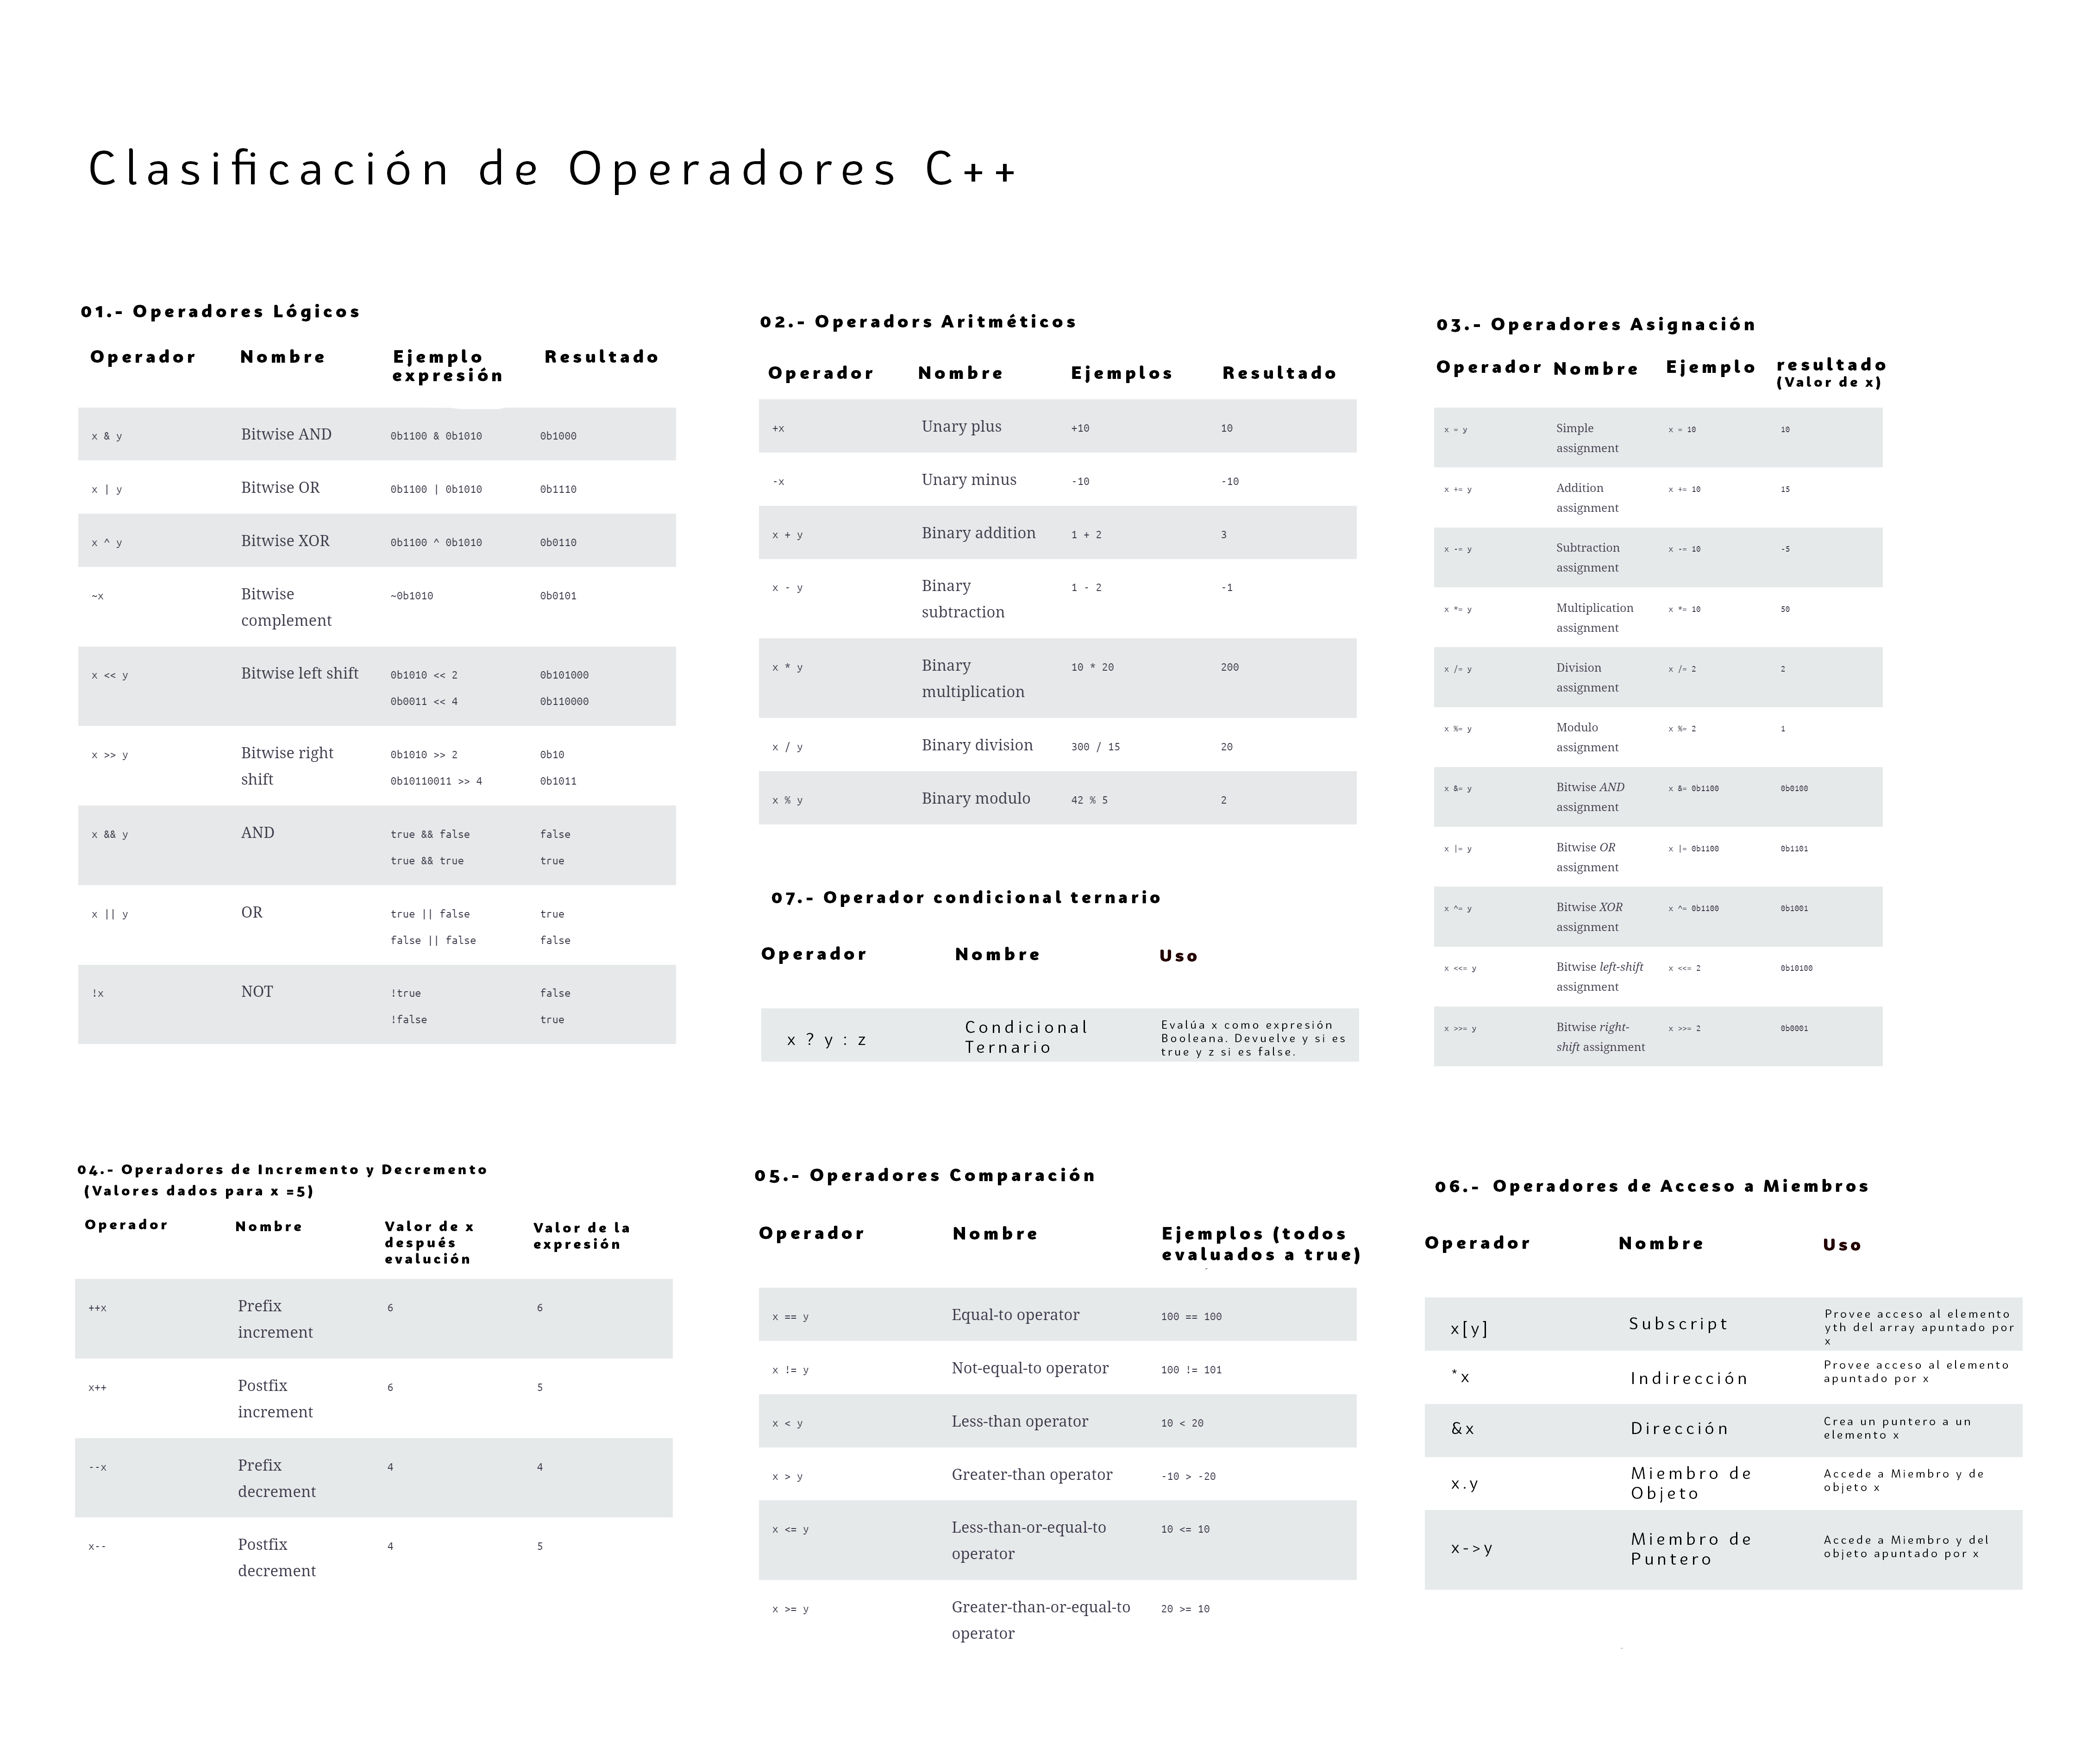 Clasificación de Operadores C++
01.- Operadores Lógicos
Operador Nombre Ejemplo Resultado
expresión
x & y Bitwise AND 0b1100 & 0b1010 0b1000
x | y Bitwise OR 0b1100 | 0b1010 0b1110
x ^ y Bitwise XOR 0b1100 ^ 0b1010 0b0110
~x Bitwise ~0b1010 0b0101
complement
x << y Bitwise left shift 0b1010 << 2 0b101000
0b0011 << 4 0b110000
x >> y Bitwise right 0b1010 >> 2 0b10
shift 0b10110011 >> 4 0b1011
x && y AND true && false false
true && true true
x || y OR true || false true
false || false false
!x NOT !true false
!false true
02.- Operadors Aritméticos
Operador Nombre Ejemplos Resultado
+x Unary plus +10 10
-x Unary minus -10 -10
x + y Binary addition 1 + 2 3
x - y Binary 1 - 2 -1
subtraction
x * y Binary 10 * 20 200
multiplication
x / y Binary division 300 / 15 20
x % y Binary modulo 42 % 5 2
07.- Operador condicional ternario
Operador Nombre Uso
x ? y : z
Condicional
Ternario
Evalúa x como expresión
Booleana. Devuelve y si es
true y z si es false.
03.- Operadores Asignación
Operador Nombre Ejemplo resultado
(Valor de x)
x = y Simple x = 10 10
assignment
x += y Addition x += 10 15
assignment
x -= y Subtraction x -= 10 -5
assignment
x *= y Multiplication x *= 10 50
assignment
x /= y Division x /= 2 2
assignment
x %= y Modulo x %= 2 1
assignment
x &= y Bitwise AND x &= 0b1100 0b0100
assignment
x |= y Bitwise OR x |= 0b1100 0b1101
assignment
x ^= y Bitwise XOR x ^= 0b1100 0b1001
assignment
x <<= y Bitwise left-shift x <<= 2 0b10100
assignment
x >>= y Bitwise right- x >>= 2 0b0001
shift assignment
04.- Operadores de Incremento y Decremento
(Valores dados para x =5)
Operador Nombre Valor de x Valor de la
después expresión
evalución
++x Prefix 6 6
increment
x++ Postfix 6 5
increment
--x Prefix 4 4
decrement
x-- Postfix 4 5
decrement
05.- Operadores Comparación
Operador Nombre Ejemplos (todos
evaluados a true)
x == y Equal-to operator 100 == 100
x != y Not-equal-to operator 100 != 101
x < y Less-than operator 10 < 20
x > y Greater-than operator -10 > -20
x <= y Less-than-or-equal-to 10 <= 10
operator
x >= y Greater-than-or-equal-to 20 >= 10
operator
06.- Operadores de Acceso a Miembros
Operador Nombre Uso
x[y] Subscript
Provee acceso al elemento
yth del array apuntado por
x
*x Indirección
Provee acceso al elemento
apuntado por x
&x Dirección
Crea un puntero a un
elemento x
x.y
Miembro de
Objeto
Accede a Miembro y de
objeto x
x->y
Miembro de
Puntero
Accede a Miembro y del
objeto apuntado por x